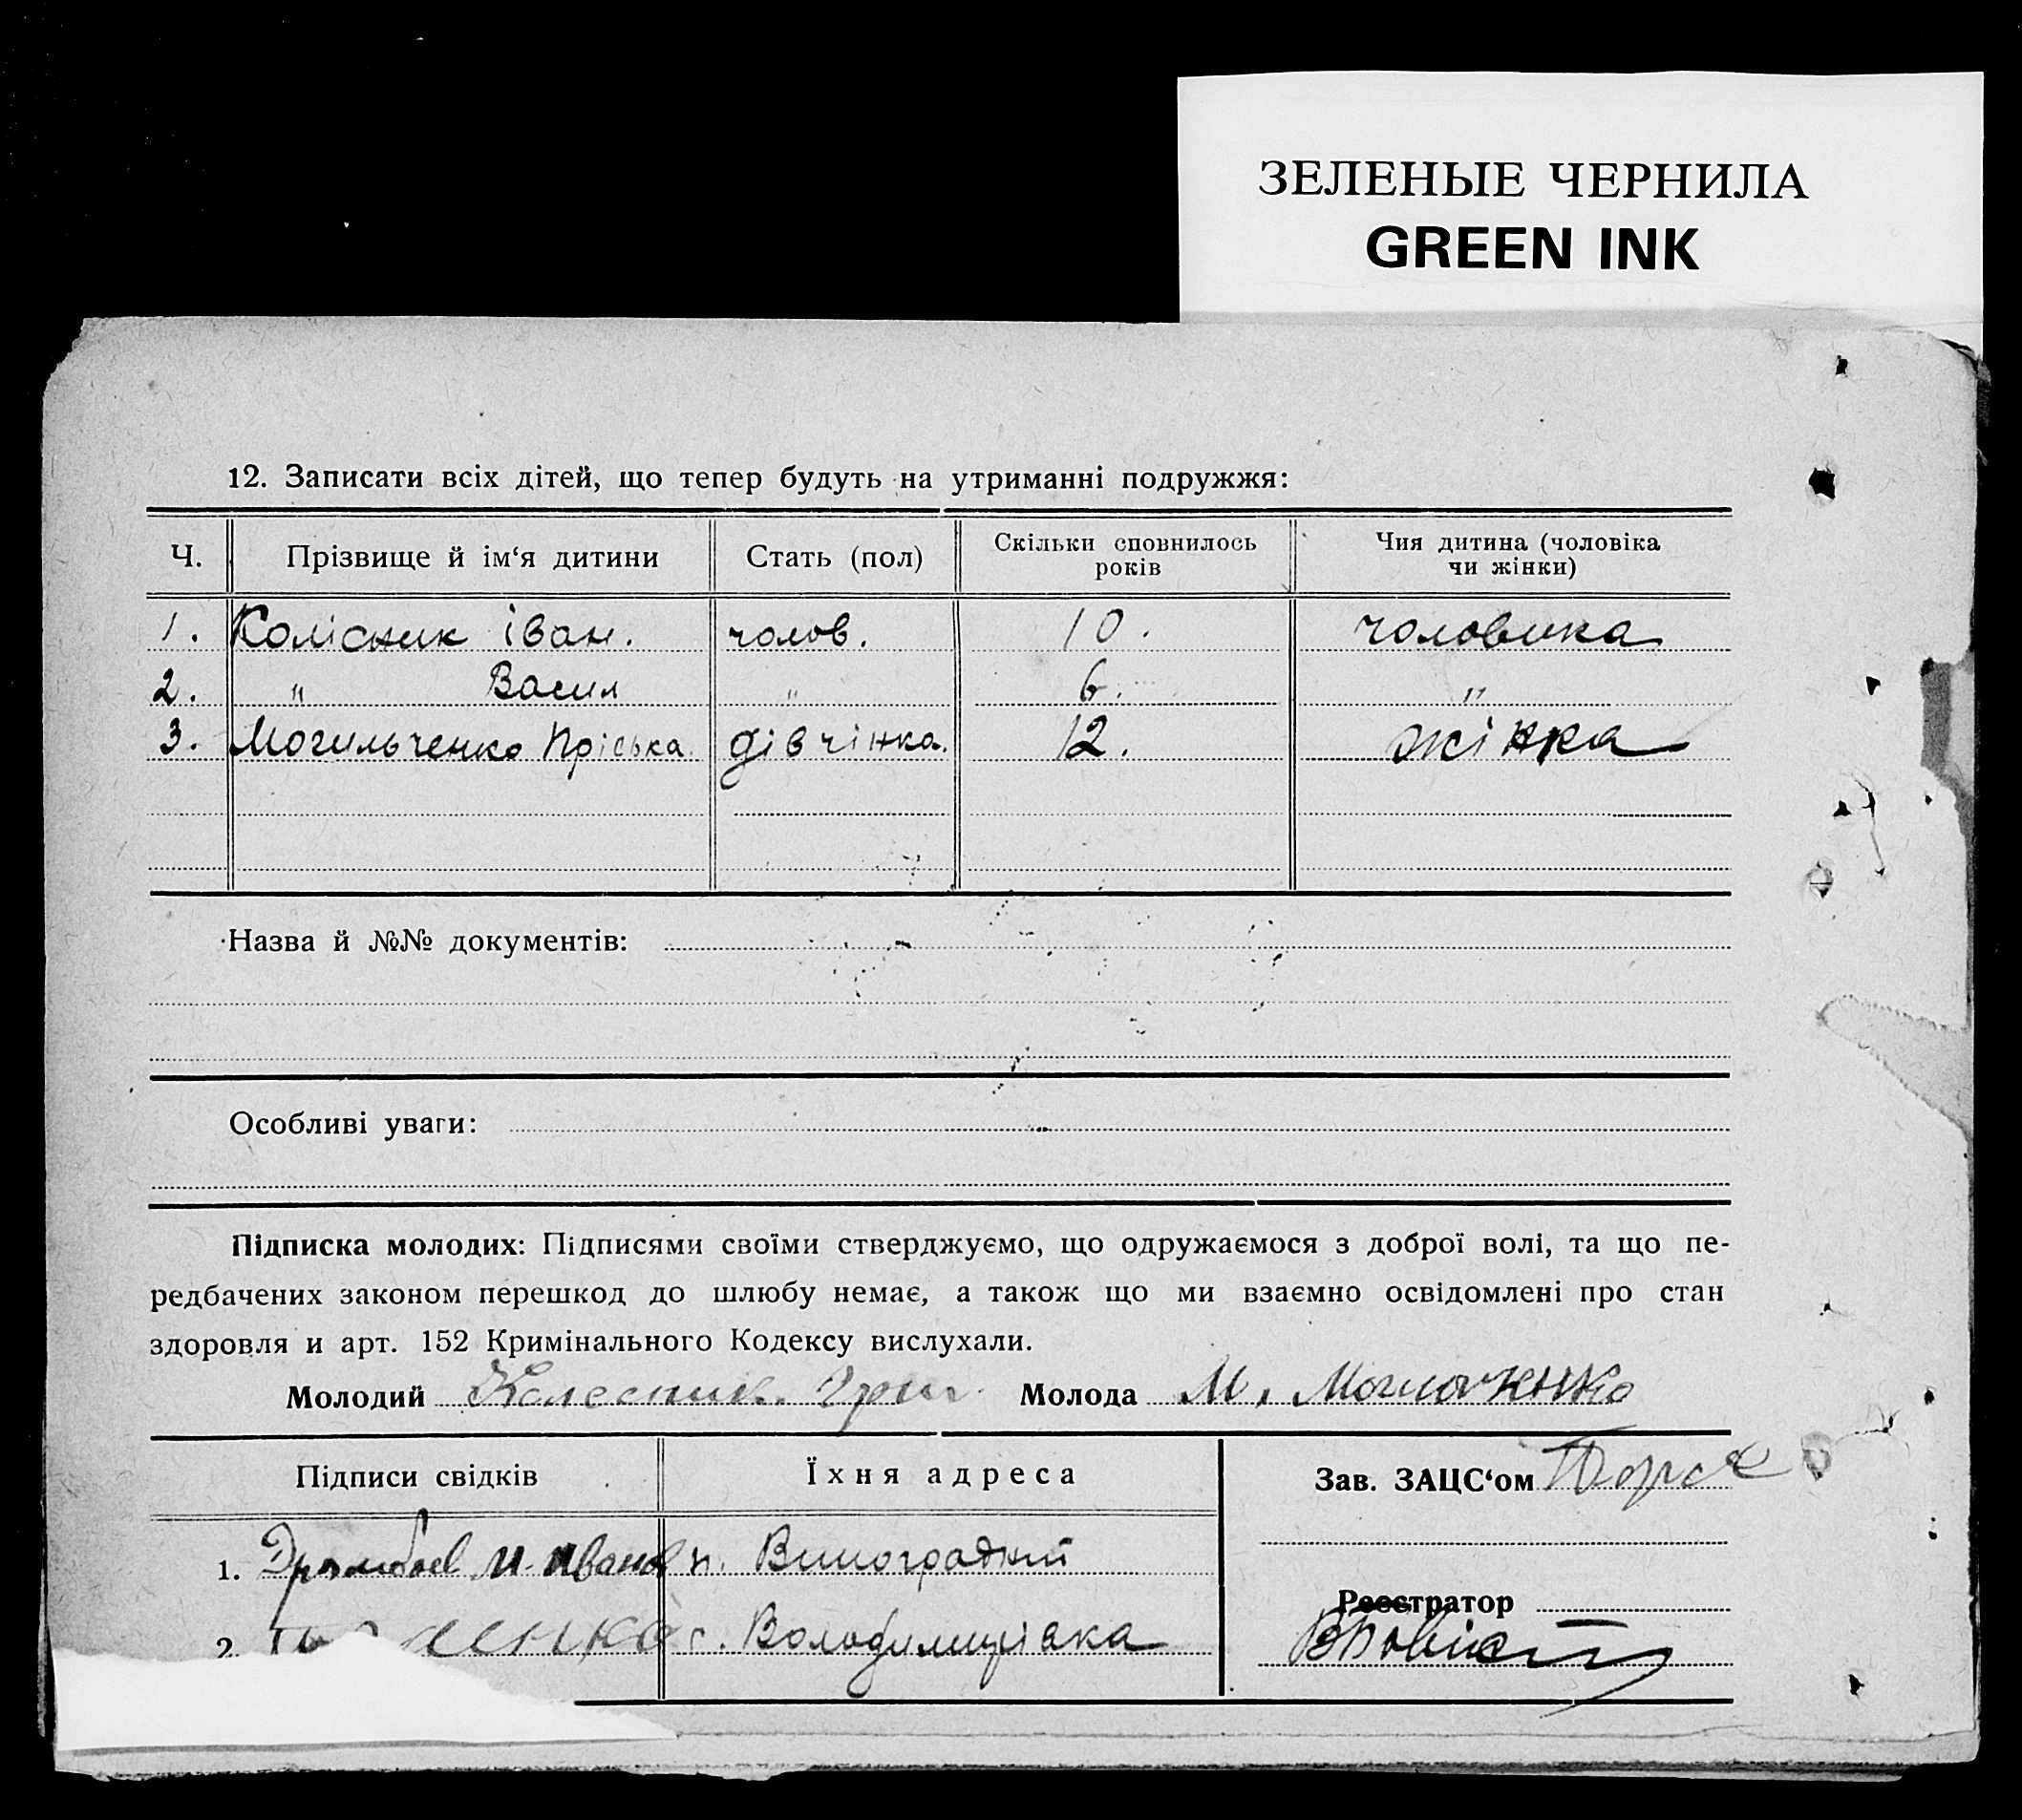 ЗЕЛЕНЫЕ ЧЕРНИЛА
GREEN INK
12. Записати всіх дітей, що тепер будуть на утриманні подружжя:
Ч. Прізвище й ім‘я дитини Стать (пол) Скільки сповнилось років Чия дитина (чоловіка чи жінки)
1. Колісник іван. чолов. 10. чоловика
2. " Васил " 6. "
3. Могильченко Пріська. дівчінка. 12. жінка
Назва й №№ документів:
Особливі уваги:
Підписка молодих: Підписями своїми стверджуємо, що одружаємося з доброї волі, та що пе-
редбачених законом перешкод до шлюбу немає, а також що ми взаємно освідомлені про стан
здоровля и арт. 152 Кримінального Кодексу вислухали.
Молодий Колесник Молода М.
Підписи свідків Їхня адреса Зав. ЗАЦС‘ом
1. п. Виноградний
Реєстратор
2. с. Володимирівка